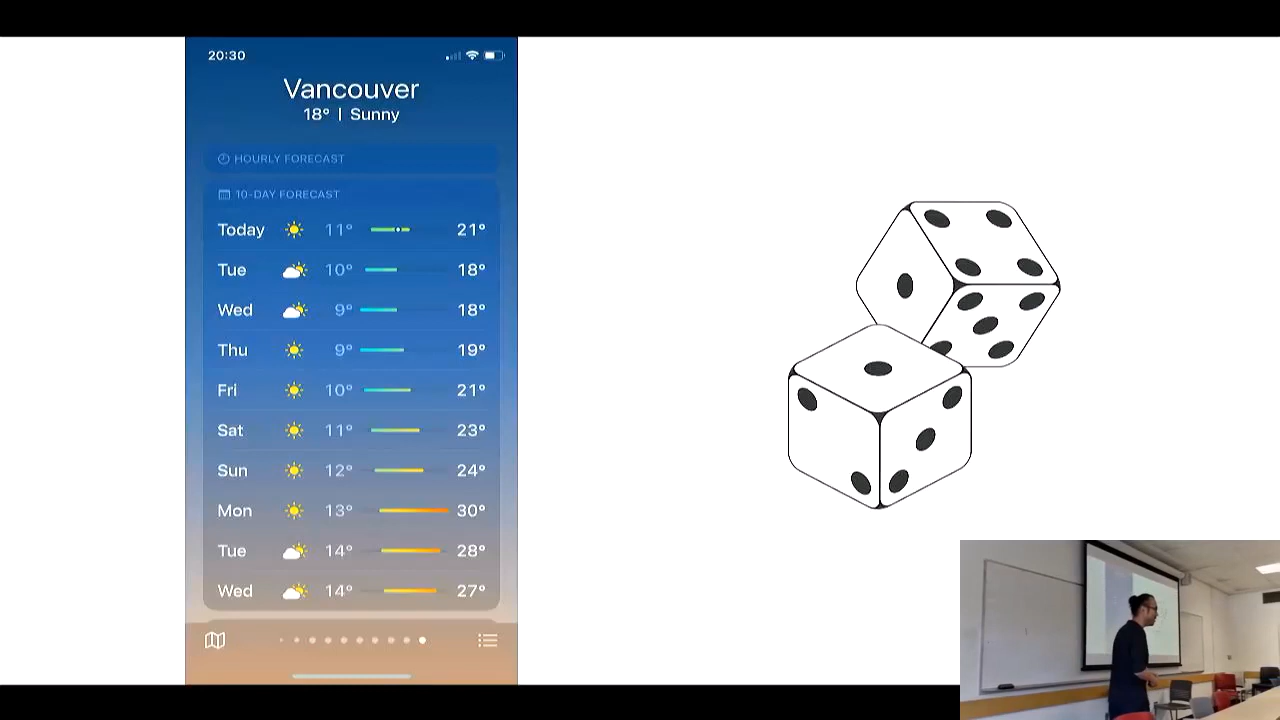 20:30
Vancouver
18° | Sunny
HOURLY FORECAST
10-DAY FORECAST
Today 11° 21°
Tue 10° 18°
Wed 9° 18°
Thu 9° 19°
Fri 10° 21°
Sat 11° 23°
Sun 12° 24°
Mon 13° 30°
Tue 14° 28°
Wed 14° 27°